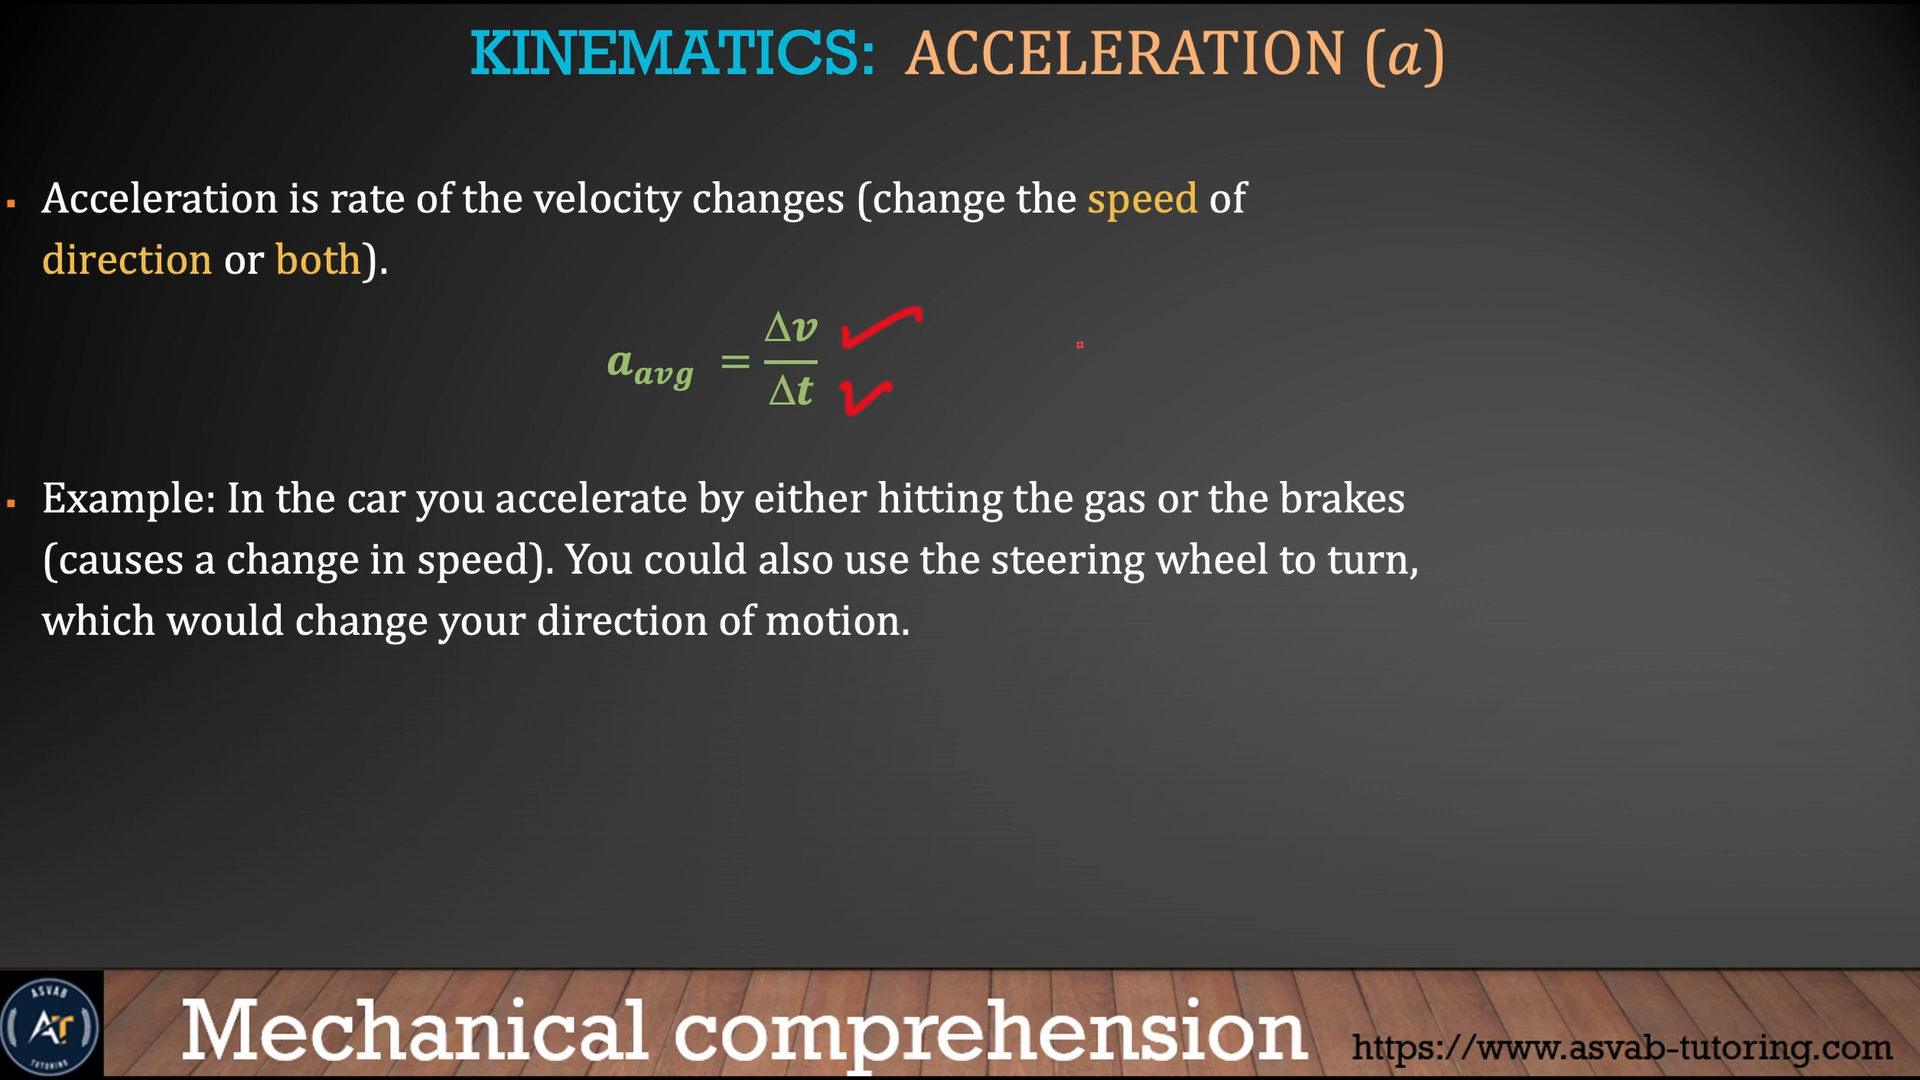 KINEMATICS: ACCELERATION (a)
▪ Acceleration is rate of the velocity changes (change the speed of
direction or both).
a_avg = Δv/Δt
▪ Example: In the car you accelerate by either hitting the gas or the brakes
(causes a change in speed). You could also use the steering wheel to turn,
which would change your direction of motion.
ASVAB
AT
TUTORING
Mechanical comprehension
https://www.asvab-tutoring.com